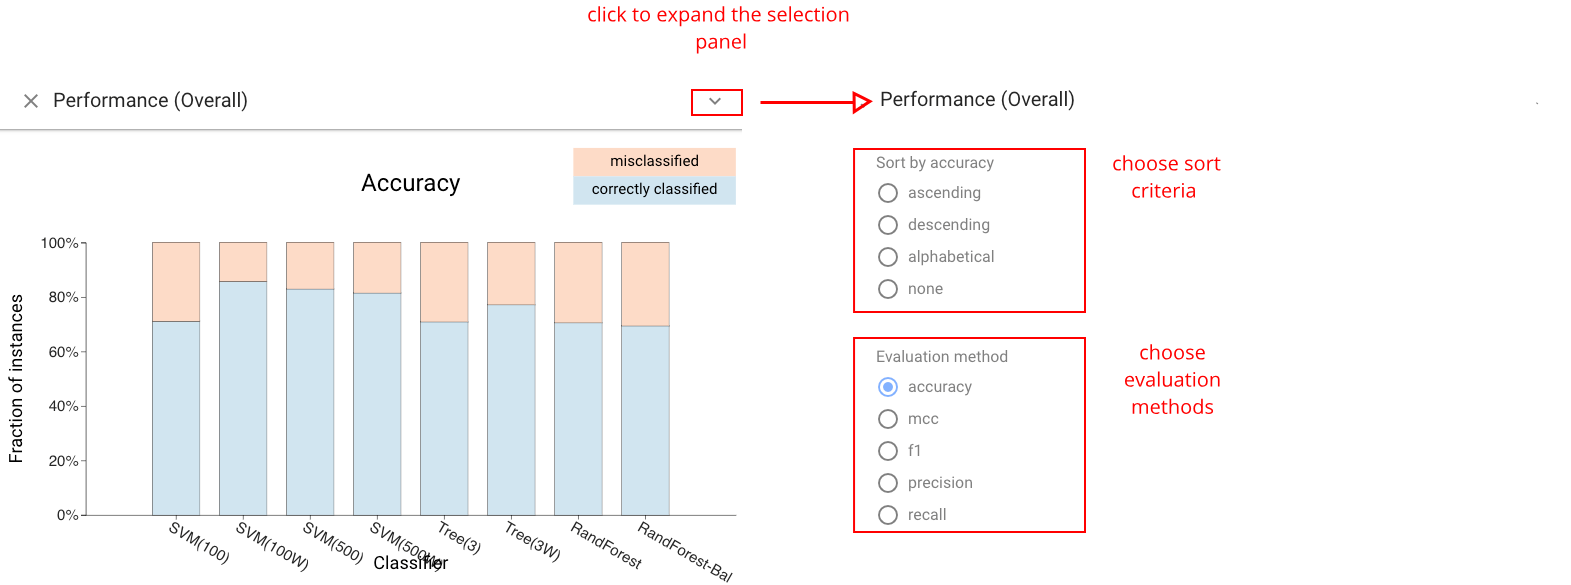 click to expand the selection
panel
Performance (Overall)
Performance (Overall)
misclassified
correctly classified
Accuracy
100%
80%
60%
40%
20%
0%
Fraction of instances
SVM(100)
SVM(100W)
SVM(500)
SVM(500W)
Tree(3)
Tree(3W)
RandForest
RandForest-Bal
Classifier
Sort by accuracy
ascending
descending
alphabetical
none
choose sort
criteria
Evaluation method
accuracy
mcc
f1
precision
recall
choose
evaluation
methods